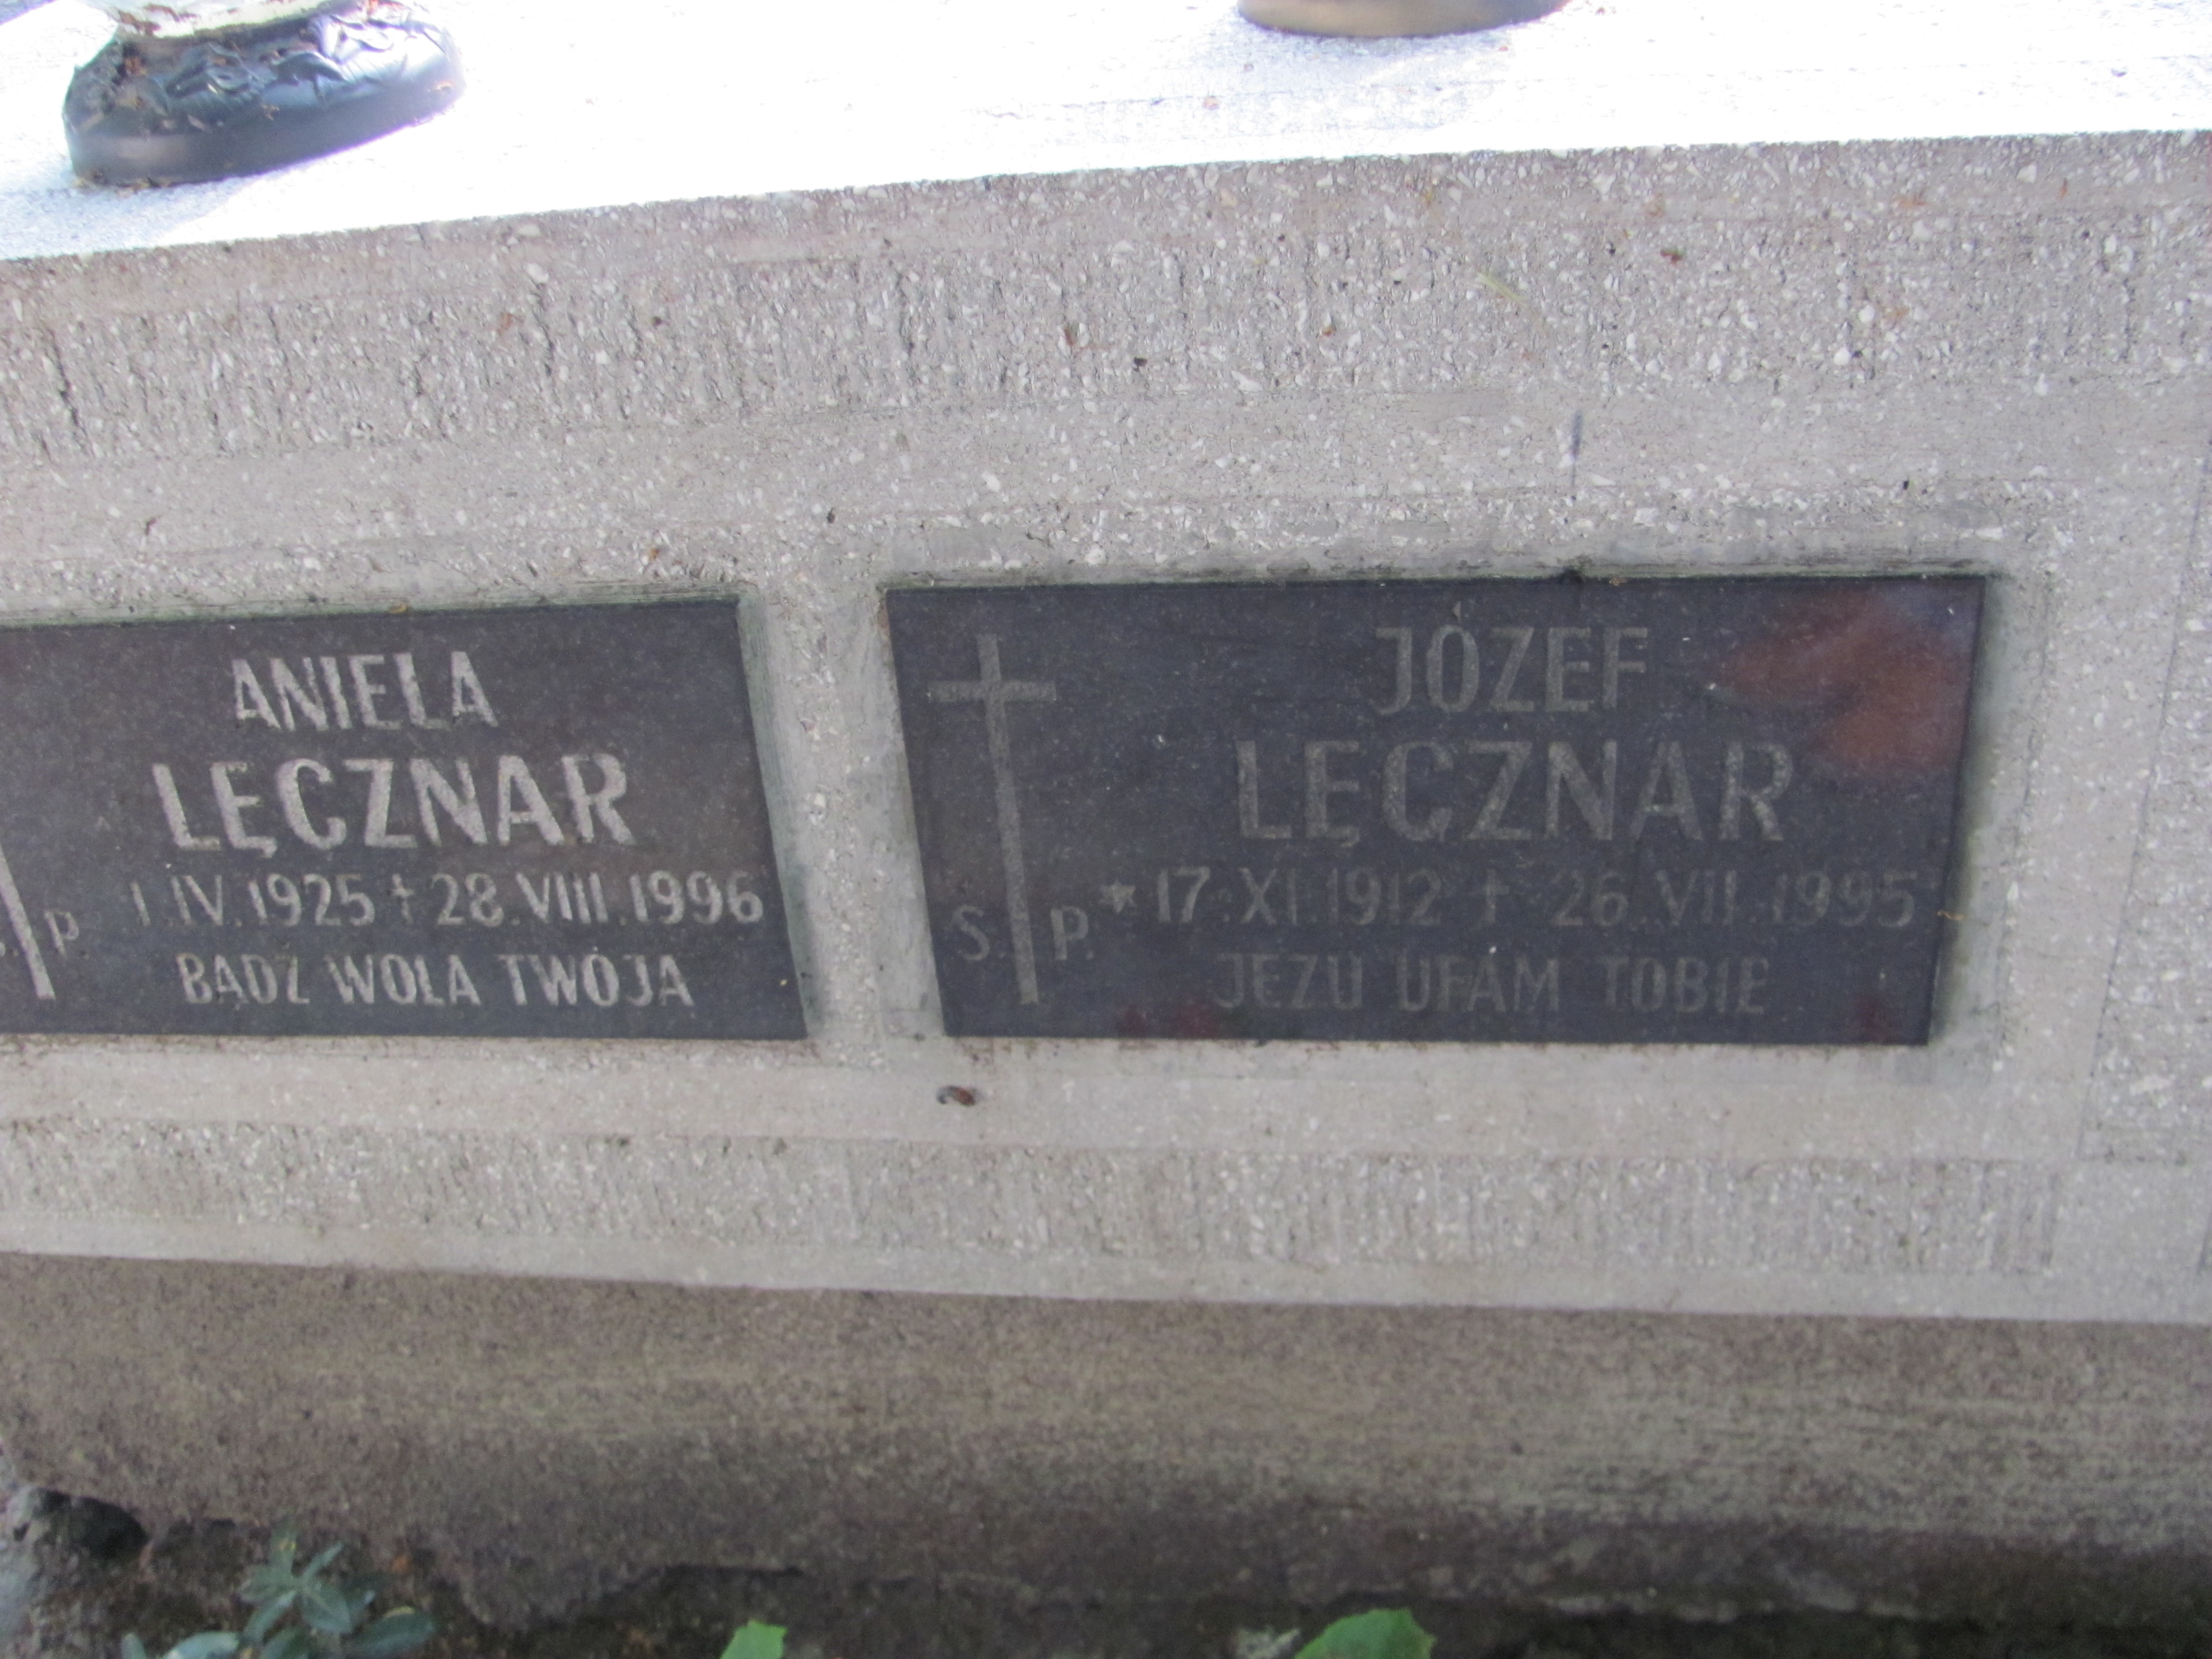 ANIELA
LĘCZNAR
1.IV.1925 † 28.VIII.1996
P.
BĄDŹ WOLA TWOJA
JÓZEF
LĘCZNAR
* 17.XI.1912 † 26.VII.1995
Ś. P.
JEZU UFAM TOBIE